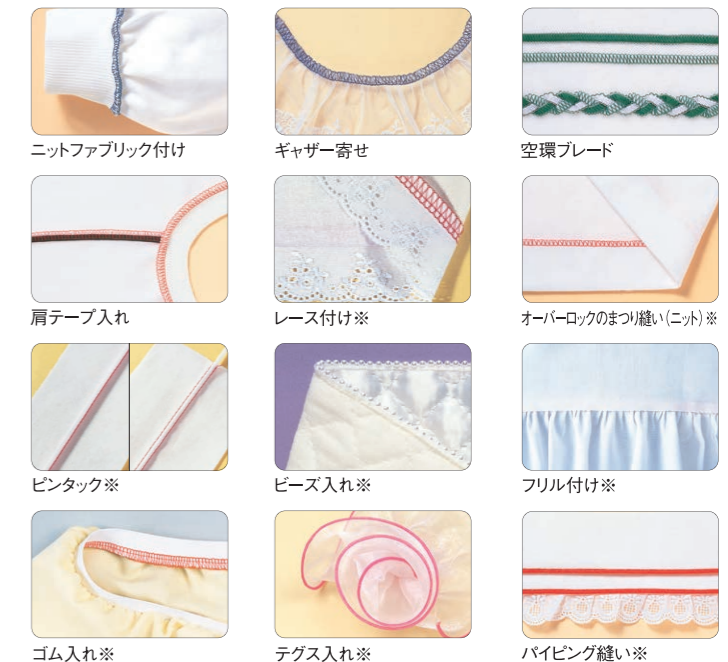 ニットファブリック付け
ギャザー寄せ
空環ブレード
肩テープ入れ
レース付け※
オーバーロックのまつり縫い(ニット)※
ピンタック※
ビーズ入れ※
フリル付け※
ゴム入れ※
テグス入れ※
パイピング縫い※